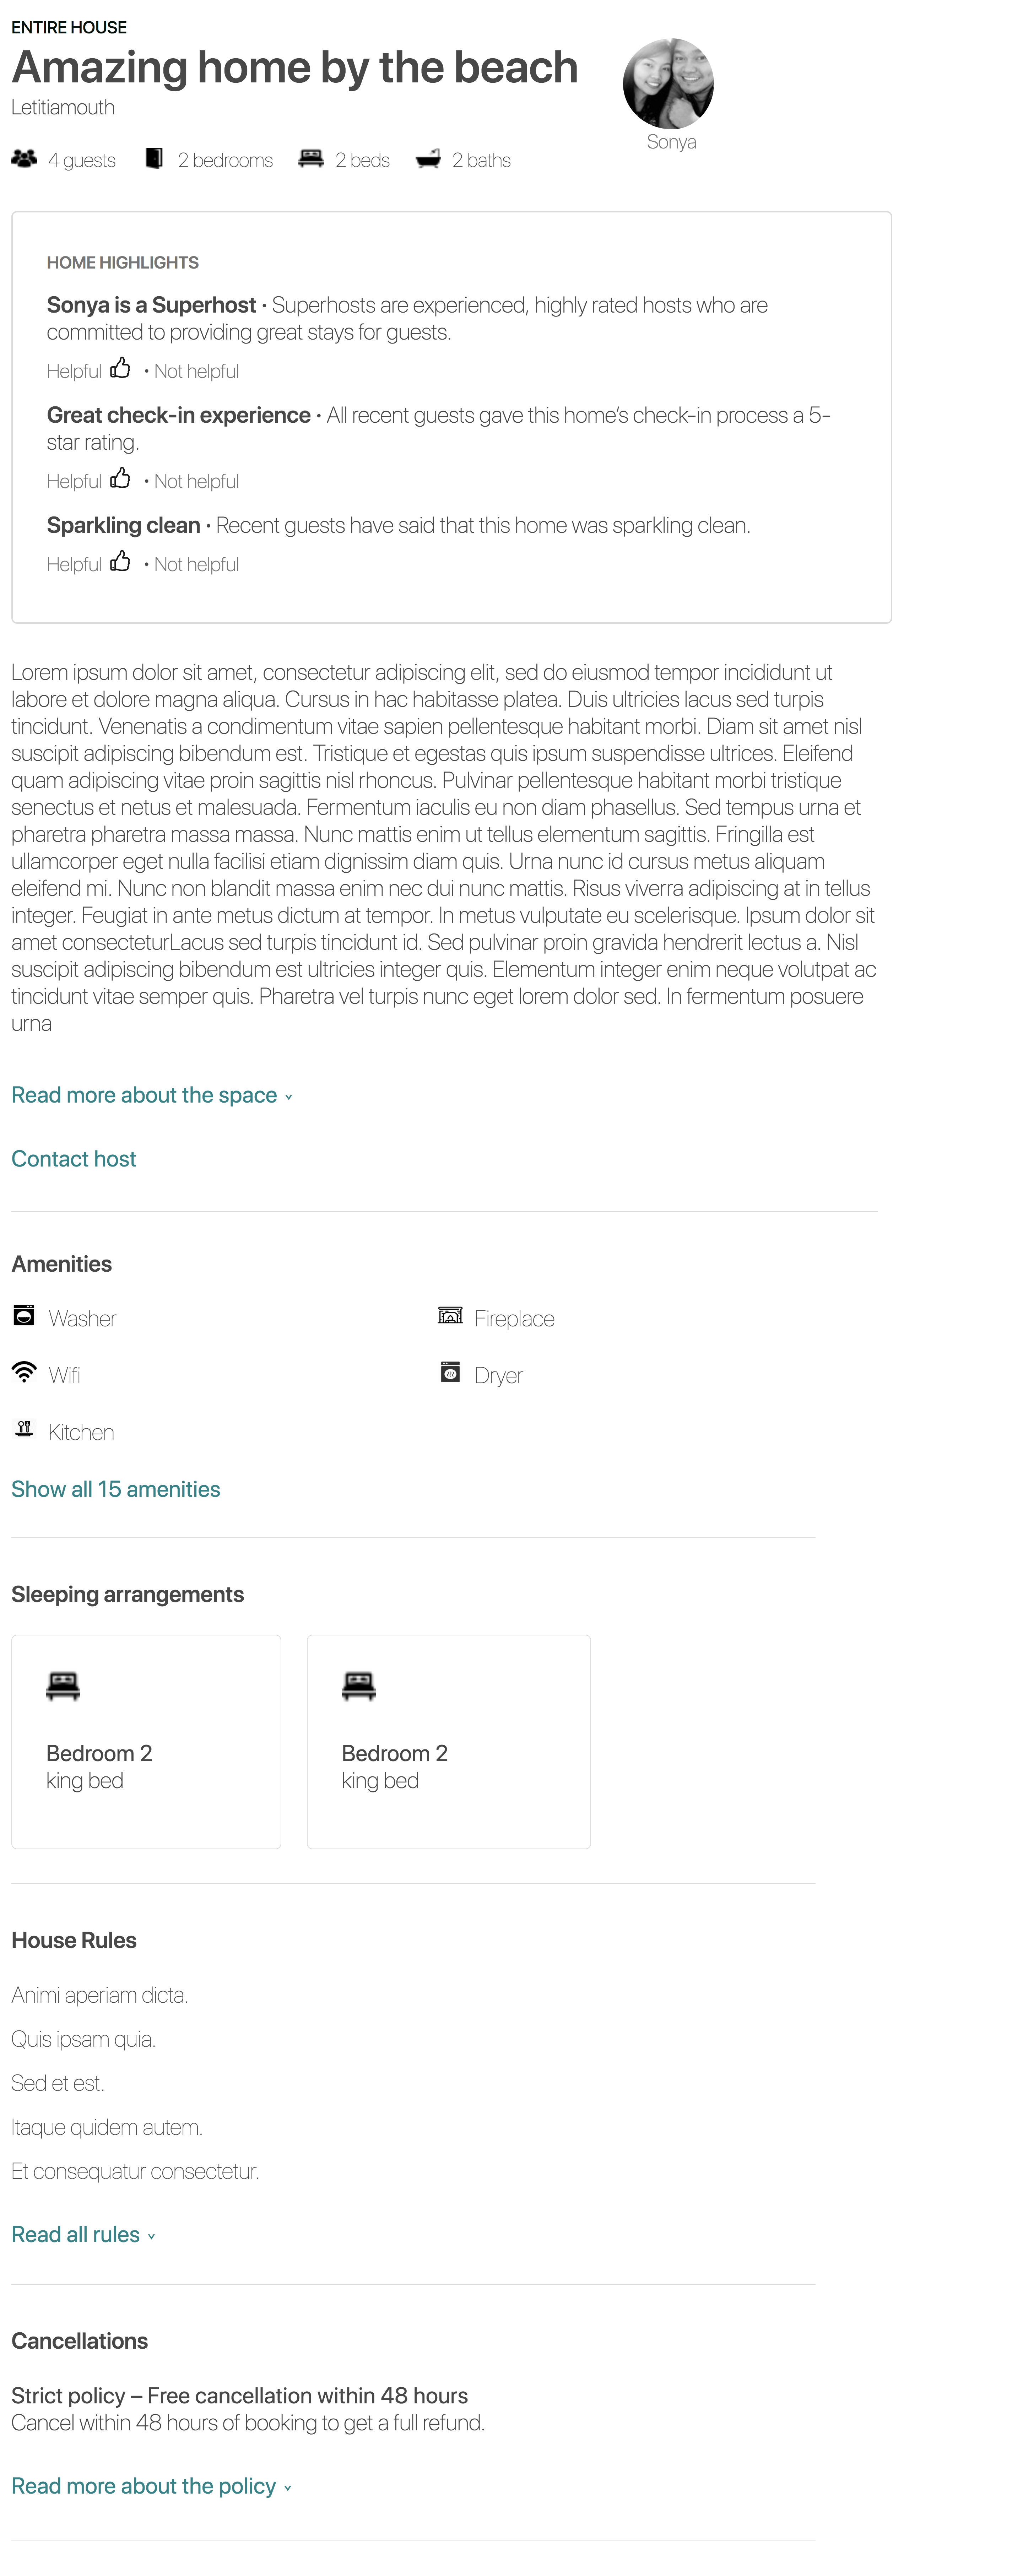 ENTIRE HOUSE
Amazing home by the beach
Letitiamouth
Sonya
4 guests 2 bedrooms 2 beds 2 baths
HOME HIGHLIGHTS
Sonya is a Superhost · Superhosts are experienced, highly rated hosts who are
committed to providing great stays for guests.
Helpful • Not helpful
Great check-in experience · All recent guests gave this home’s check-in process a 5-
star rating.
Helpful • Not helpful
Sparkling clean · Recent guests have said that this home was sparkling clean.
Helpful • Not helpful
Lorem ipsum dolor sit amet, consectetur adipiscing elit, sed do eiusmod tempor incididunt ut
labore et dolore magna aliqua. Cursus in hac habitasse platea. Duis ultricies lacus sed turpis
tincidunt. Venenatis a condimentum vitae sapien pellentesque habitant morbi. Diam sit amet nisl
suscipit adipiscing bibendum est. Tristique et egestas quis ipsum suspendisse ultrices. Eleifend
quam adipiscing vitae proin sagittis nisl rhoncus. Pulvinar pellentesque habitant morbi tristique
senectus et netus et malesuada. Fermentum iaculis eu non diam phasellus. Sed tempus urna et
pharetra pharetra massa massa. Nunc mattis enim ut tellus elementum sagittis. Fringilla est
ullamcorper eget nulla facilisi etiam dignissim diam quis. Urna nunc id cursus metus aliquam
eleifend mi. Nunc non blandit massa enim nec dui nunc mattis. Risus viverra adipiscing at in tellus
integer. Feugiat in ante metus dictum at tempor. In metus vulputate eu scelerisque. Ipsum dolor sit
amet consecteturLacus sed turpis tincidunt id. Sed pulvinar proin gravida hendrerit lectus a. Nisl
suscipit adipiscing bibendum est ultricies integer quis. Elementum integer enim neque volutpat ac
tincidunt vitae semper quis. Pharetra vel turpis nunc eget lorem dolor sed. In fermentum posuere
urna
Read more about the space ˅
Contact host
Amenities
Washer Fireplace
Wifi Dryer
Kitchen
Show all 15 amenities
Sleeping arrangements
Bedroom 2
king bed
Bedroom 2
king bed
House Rules
Animi aperiam dicta.
Quis ipsam quia.
Sed et est.
Itaque quidem autem.
Et consequatur consectetur.
Read all rules ˅
Cancellations
Strict policy – Free cancellation within 48 hours
Cancel within 48 hours of booking to get a full refund.
Read more about the policy ˅